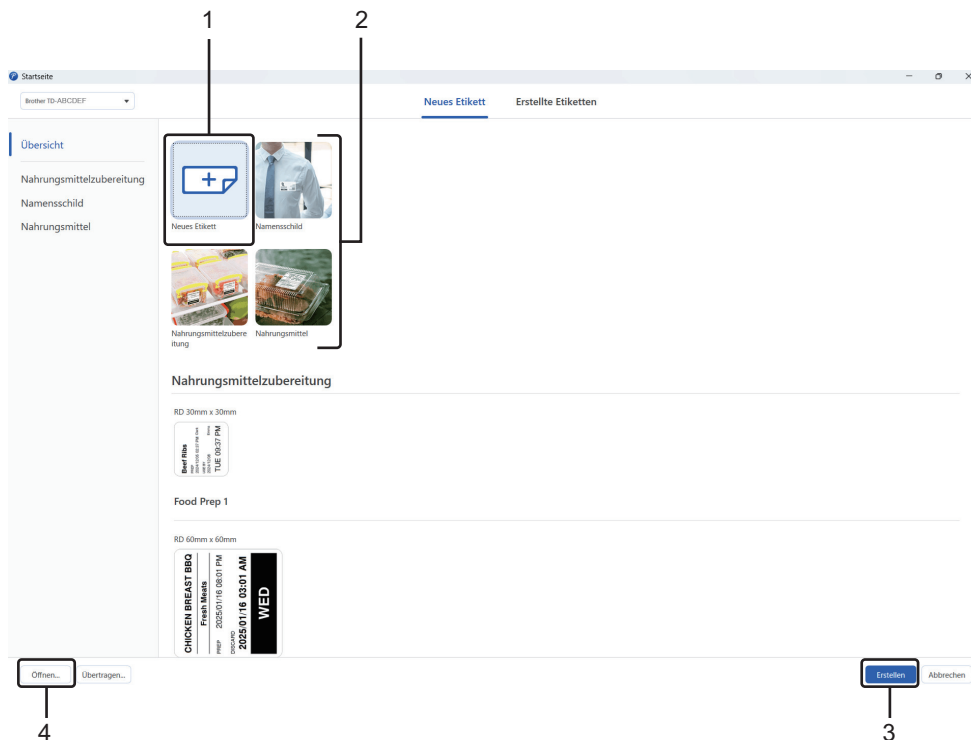 1
2
Startseite
Brother TD-ABCDEF
Neues Etikett
Erstellte Etiketten
Übersicht
Nahrungsmittelzubereitung
Namensschild
Nahrungsmittel
Neues Etikett
Namensschild
Nahrungsmittelzubere
itung
Nahrungsmittel
Nahrungsmittelzubereitung
RD 30mm x 30mm
Beef Ribs
TUE 09:37 PM
Food Prep 1
RD 60mm x 60mm
CHICKEN BREAST BBQ
Fresh Meats
PREP 2025/01/16 08:01 PM
DISCARD
2025/01/16 03:01 AM
WED
Öffnen...
Übertragen...
Erstellen
Abbrechen
4
3